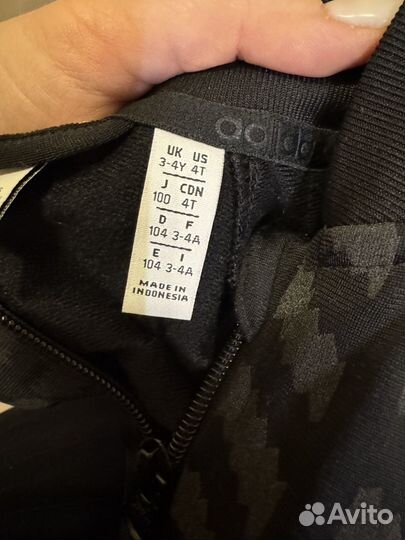 UK US
3-4Y 4T
J CDN
100 4T
D F
104 3-4A
E I
104 3-4A
MADE IN
INDONESIA
Avito